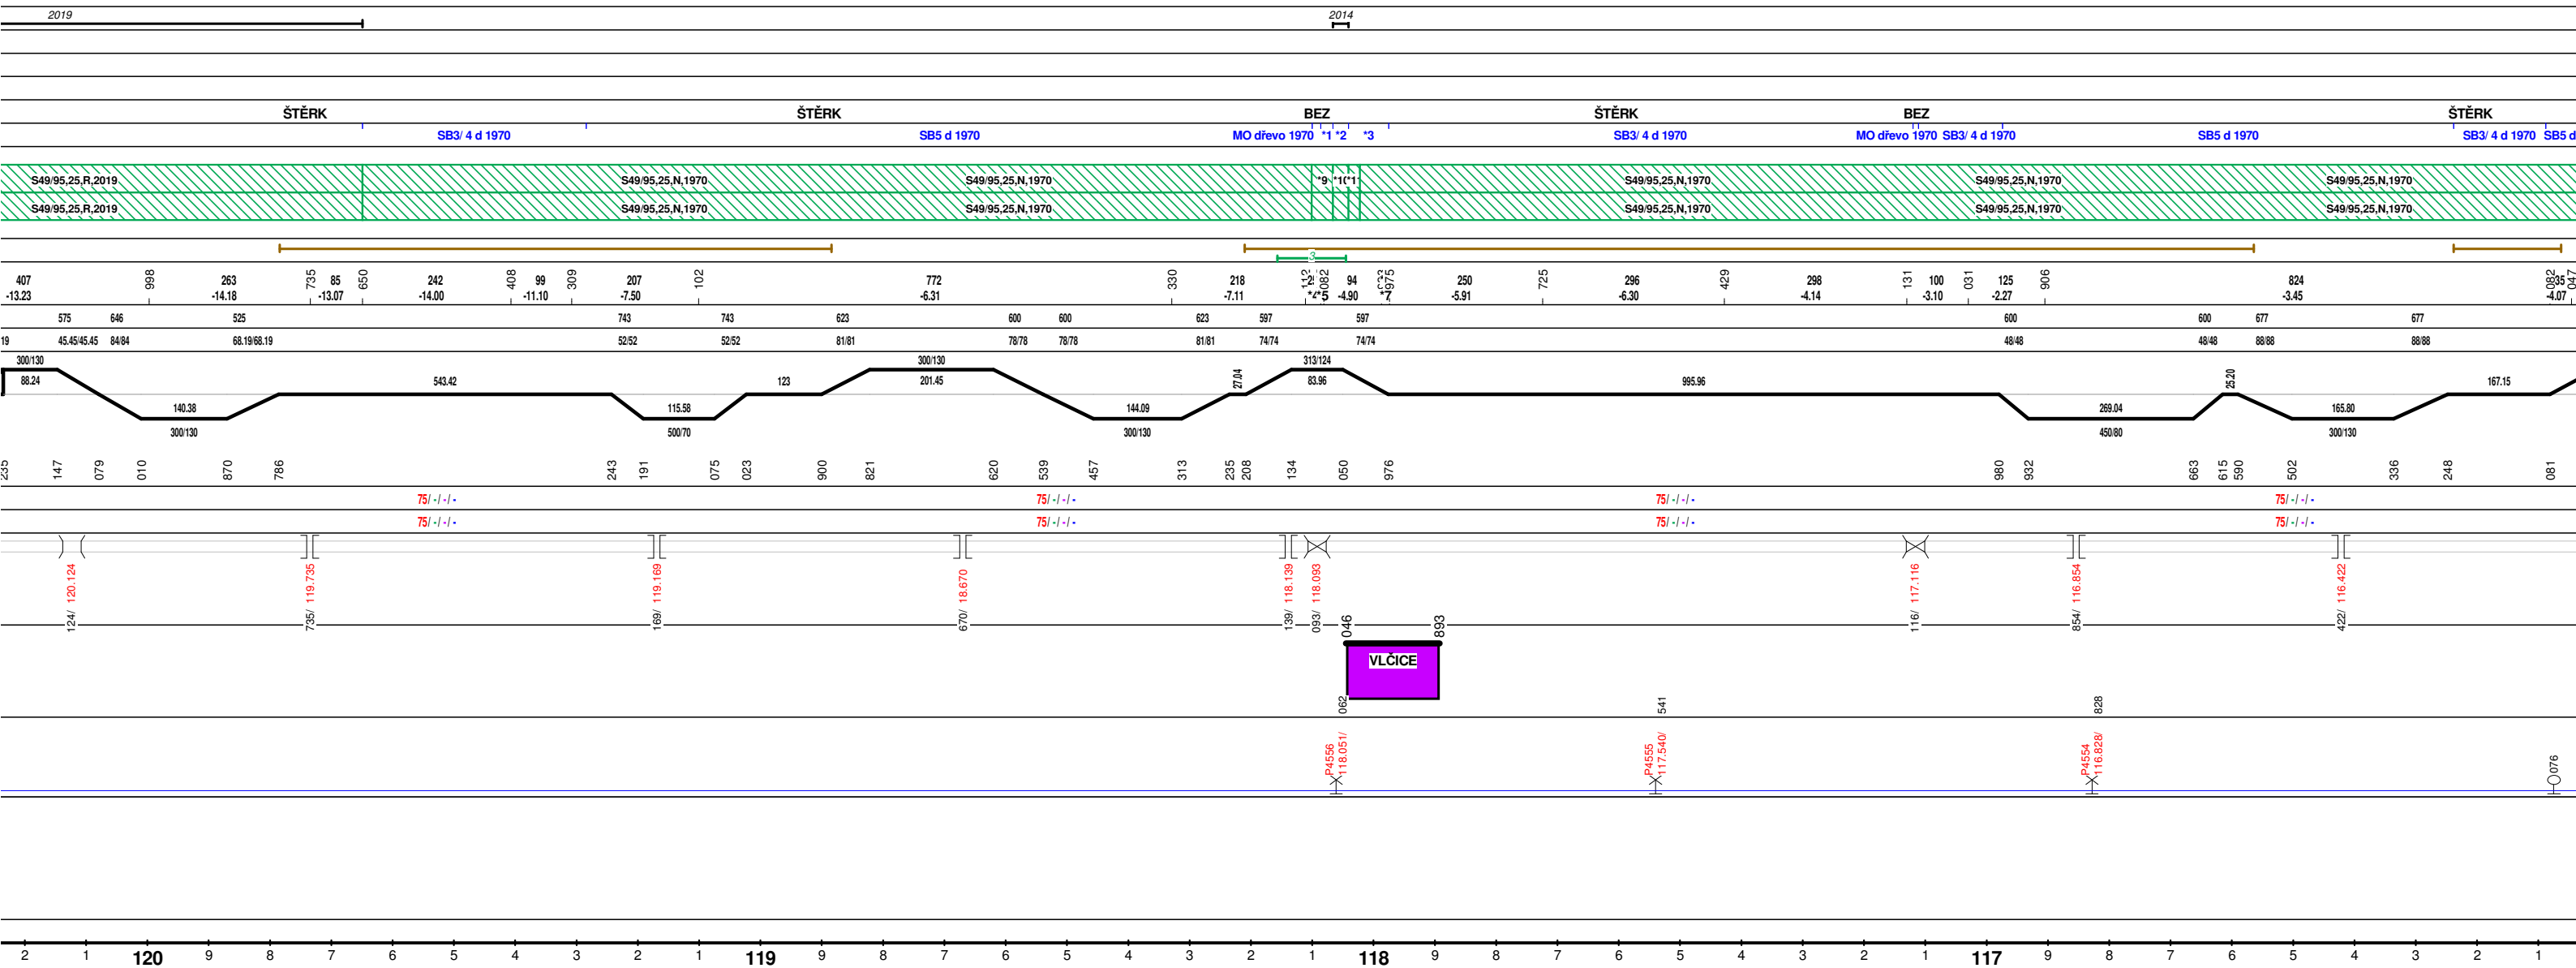 2019 2014
ŠTĚRK ŠTĚRK BEZ ŠTĚRK BEZ ŠTĚRK
SB3/ 4 d 1970 SB5 d 1970 MO dřevo 1970 *1 *2 *3 SB3/ 4 d 1970 MO dřevo 1970 SB3/ 4 d 1970 SB5 d 1970 SB3/ 4 d 1970 SB5 d
S49/95,25,R,2019 S49/95,25,N,1970 S49/95,25,N,1970 *9 S49/95,25,N,1970 S49/95,25,N,1970 S49/95,25,N,1970
S49/95,25,R,2019 S49/95,25,N,1970 S49/95,25,N,1970 S49/95,25,N,1970 S49/95,25,N,1970 S49/95,25,N,1970
3
407 998 263 735 85 650 242 408 99 309 207 102 772 330 218 082 94 975 250 725 296 429 298 131 100 031 125 906 824 082 35 047
-13.23 -14.18 -13.07 -14.00 -11.10 -7.50 -6.31 -7.11 *5 -4.90 *7 -5.91 -6.30 -4.14 -3.10 -2.27 -3.45 -4.07
575 646 525 743 743 623 600 600 623 597 597 600 600 677 677
19 45.45/45.45 84/84 68.19/68.19 52/52 52/52 81/81 78/78 78/78 81/81 74/74 74/74 48/48 48/48 88/88 88/88
300/130 300/130 313/124
88.24 543.42 123 201.45 27.04 83.96 995.96 25.20 167.15
140.38 115.58 144.09 269.04 165.80
300/130 500/70 300/130 450/80 300/130
235 147 079 010 870 786 243 191 075 023 900 821 620 539 457 313 235 208 134 050 976 980 932 663 615 590 502 336 248 081
75/ -/ -/ - 75/ -/ -/ - 75/ -/ -/ - 75/ -/ -/ -
75/ -/ -/ - 75/ -/ -/ - 75/ -/ -/ - 75/ -/ -/ -
124/ 120.124 735/ 119.735 169/ 119.169 670/ 18.670 139/ 118.139 093/ 118.093 116/ 117.116 854/ 116.854 422/ 116.422
046 893
VLČICE
062 541 828
P4556 118.051/ P4555 117.540/ P4554 116.828/ 076
2 1 120 9 8 7 6 5 4 3 2 1 119 9 8 7 6 5 4 3 2 1 118 9 8 7 6 5 4 3 2 1 117 9 8 7 6 5 4 3 2 1